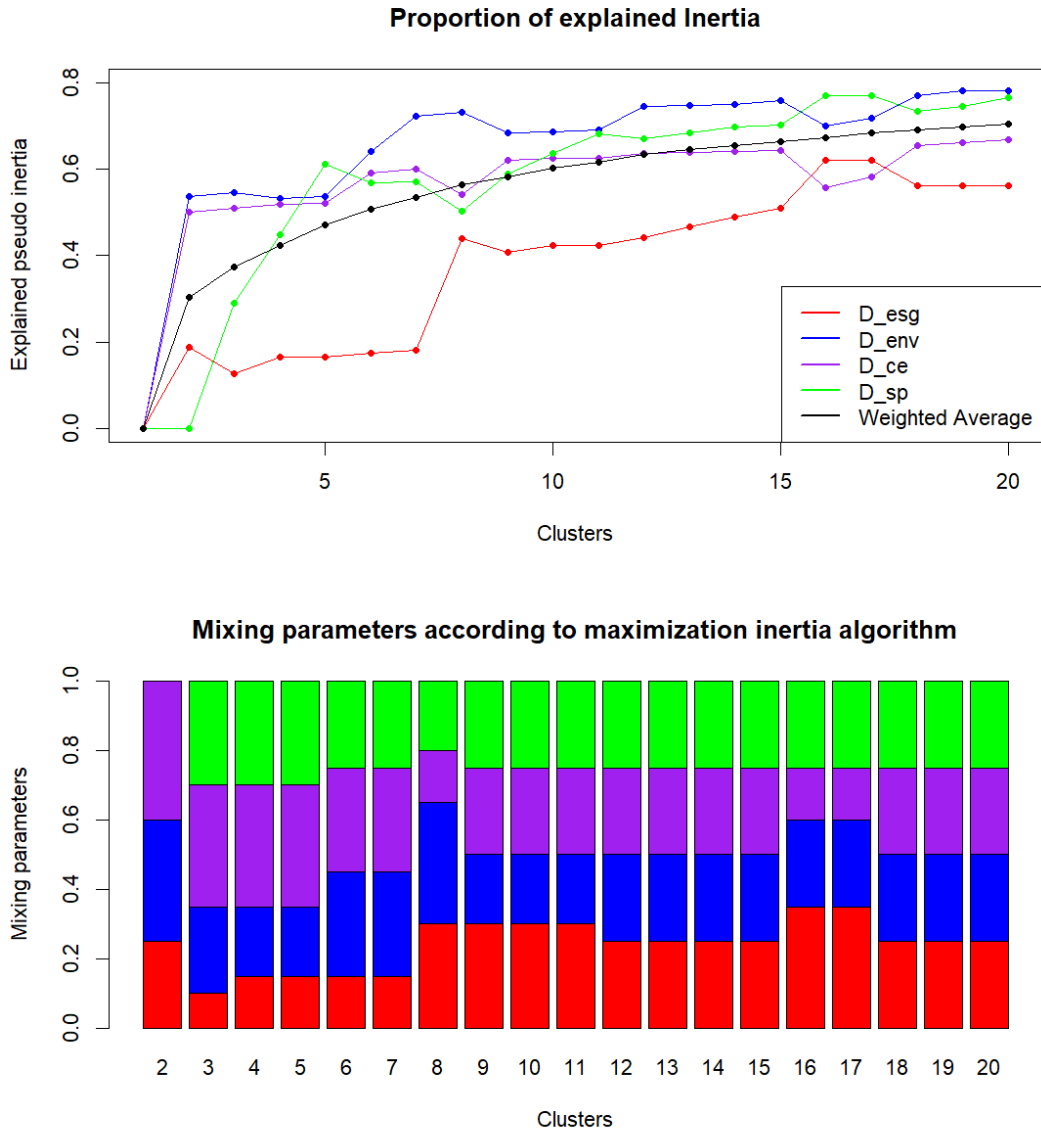 Proportion of explained Inertia
Explained pseudo inertia
0.8
0.6
0.4
0.2
0.0
D_esg
D_env
D_ce
D_sp
Weighted Average
5 10 15 20
Clusters
Mixing parameters according to maximization inertia algorithm
Mixing parameters
1.0
0.8
0.6
0.4
0.2
0.0
2 3 4 5 6 7 8 9 10 11 12 13 14 15 16 17 18 19 20
Clusters